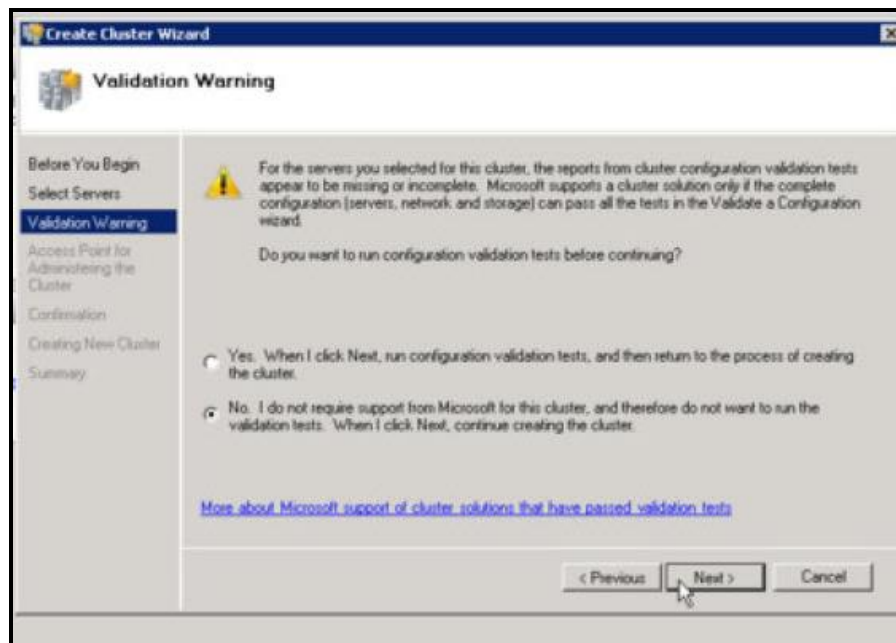 Create Cluster Wizard
Validation Warning
Before You Begin
Select Servers
Validation Warning
Access Point for
Administering the
Cluster
Confirmation
Creating New Cluster
Summary
For the servers you selected for this cluster, the reports from cluster configuration validation tests
appear to be missing or incomplete. Microsoft supports a cluster solution only if the complete
configuration (servers, network and storage) can pass all the tests in the Validate a Configuration
wizard.
Do you want to run configuration validation tests before continuing?
Yes. When I click Next, run configuration validation tests, and then return to the process of creating
the cluster.
No. I do not require support from Microsoft for this cluster, and therefore do not want to run the
validation tests. When I click Next, continue creating the cluster.
More about Microsoft support of cluster solutions that have passed validation tests
< Previous
Next >
Cancel